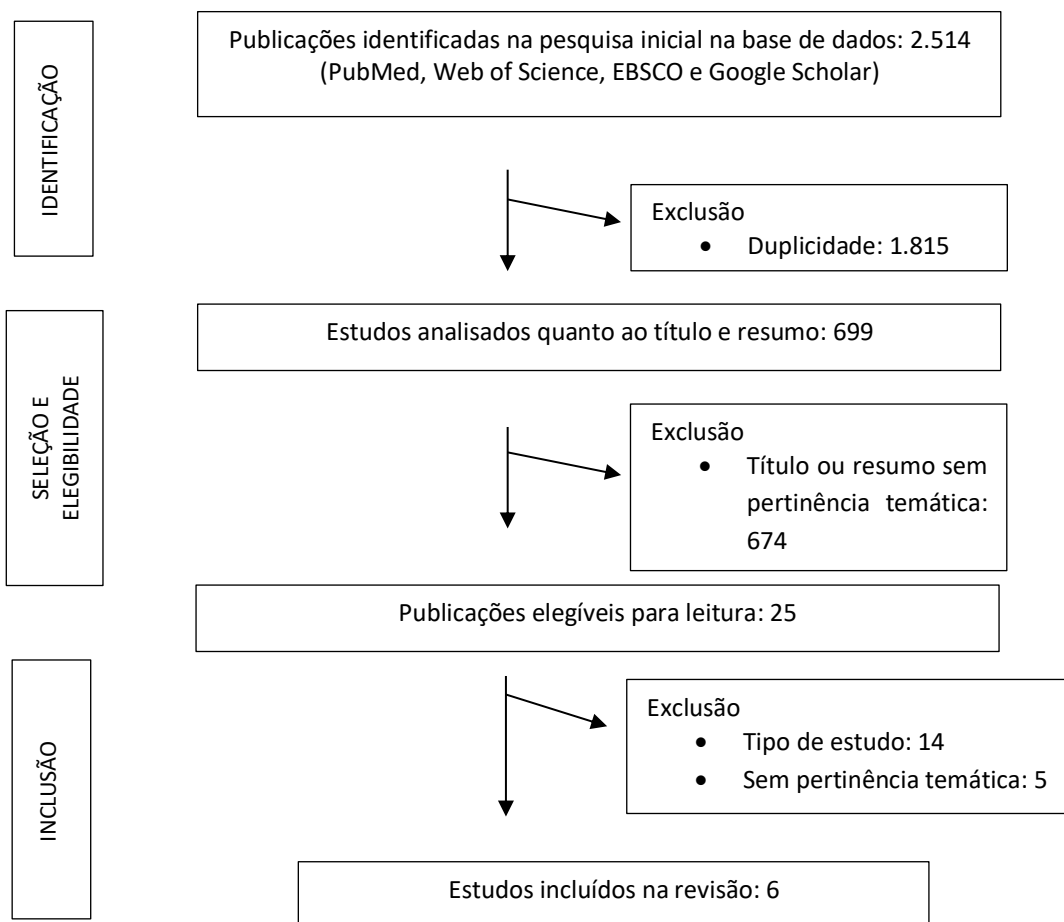 IDENTIFICAÇÃO
Publicações identificadas na pesquisa inicial na base de dados: 2.514
(PubMed, Web of Science, EBSCO e Google Scholar)
Exclusão
• Duplicidade: 1.815
SELEÇÃO E
ELEGIBILIDADE
Estudos analisados quanto ao título e resumo: 699
Exclusão
• Título ou resumo sem
pertinência temática:
674
Publicações elegíveis para leitura: 25
INCLUSÃO
Exclusão
• Tipo de estudo: 14
• Sem pertinência temática: 5
Estudos incluídos na revisão: 6